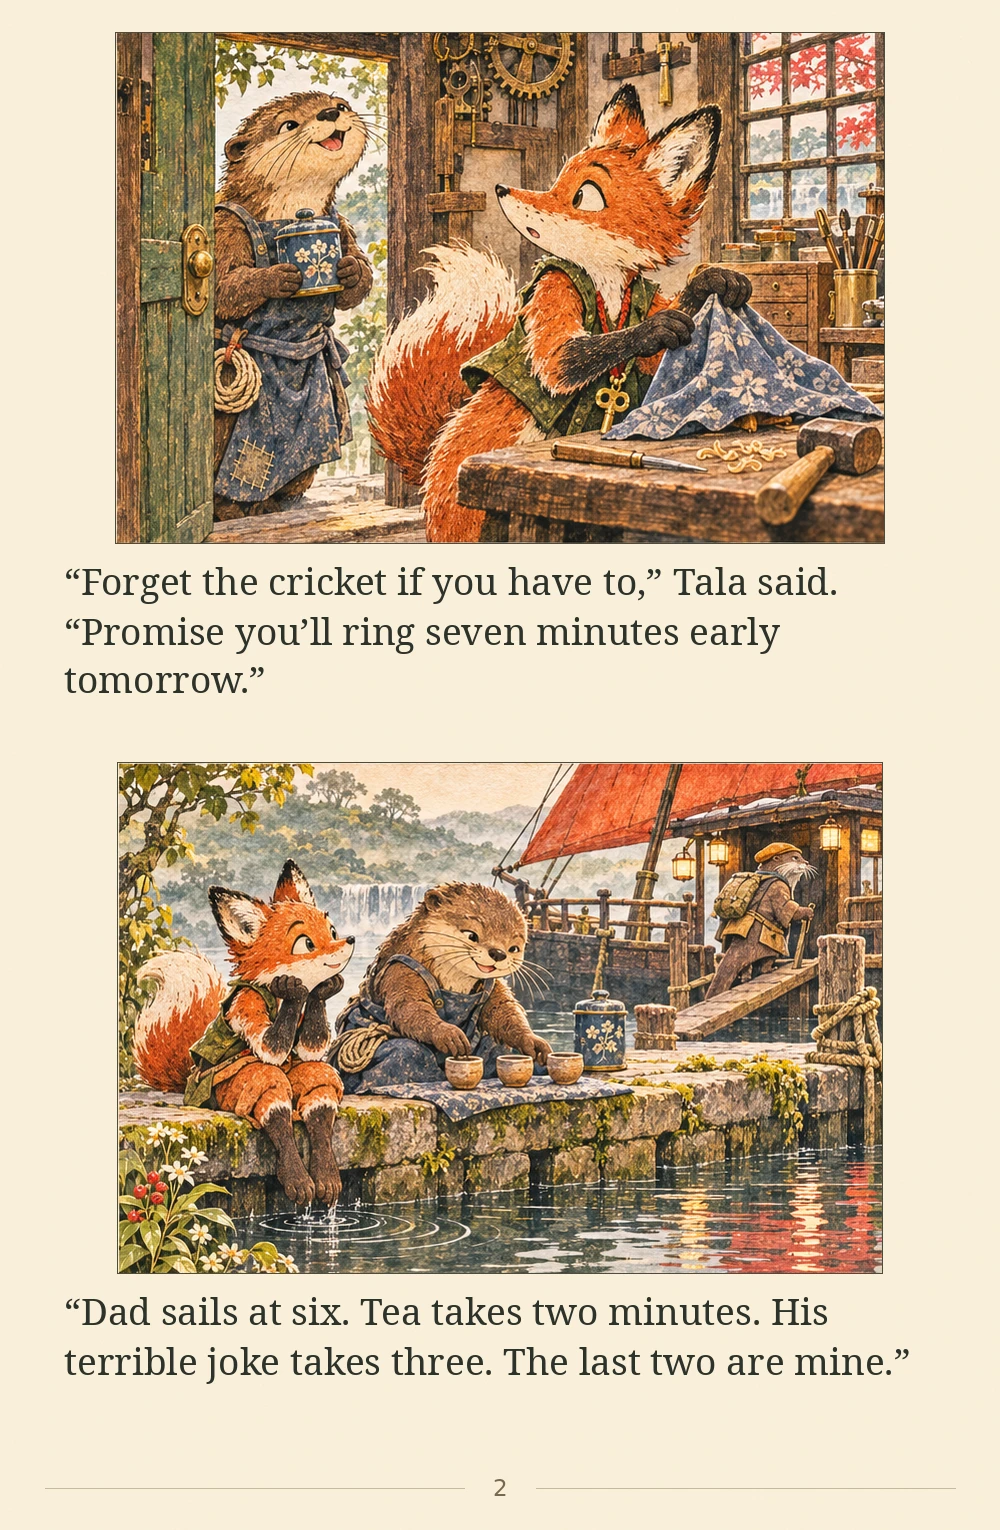 “Forget the cricket if you have to,” Tala said.
“Promise you’ll ring seven minutes early
tomorrow.”
“Dad sails at six. Tea takes two minutes. His
terrible joke takes three. The last two are mine.”
2